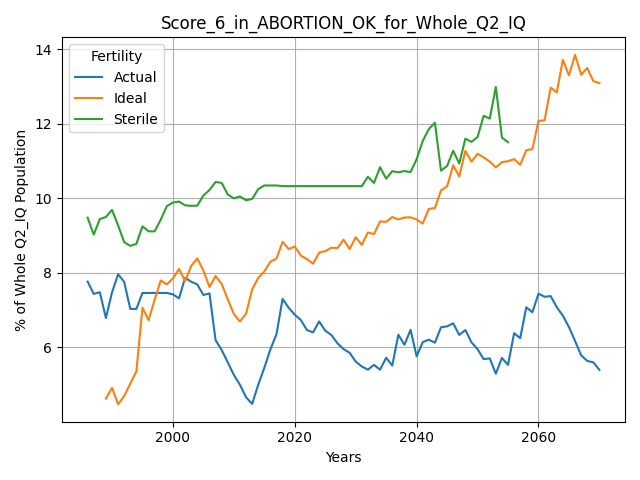 Score_6_in_ABORTION_OK_for_Whole_Q2_IQ
% of Whole Q2_IQ Population
14
12
10
8
6
Fertility
Actual
Ideal
Sterile
2000
2020
2040
2060
Years